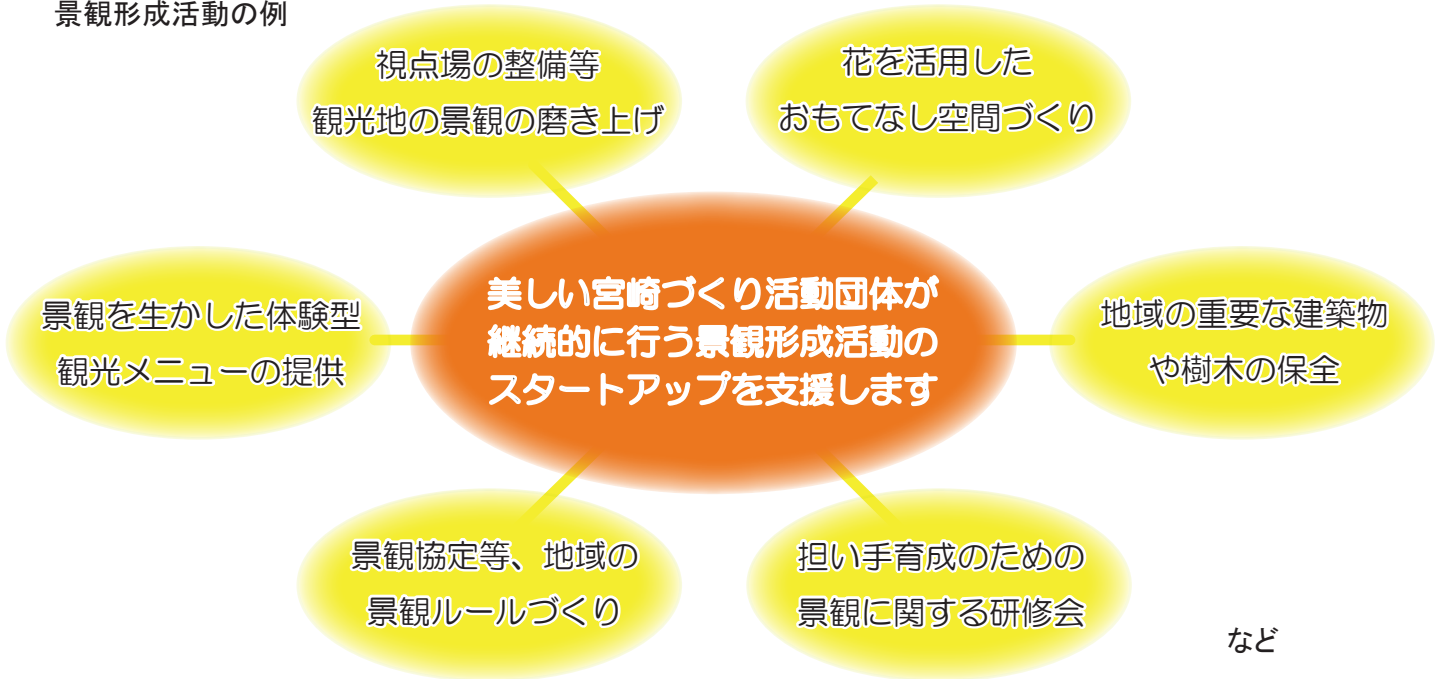 景観形成活動の例
視点場の整備等
観光地の景観の磨き上げ
花を活用した
おもてなし空間づくり
景観を生かした体験型
観光メニューの提供
美しい宮崎づくり活動団体が
継続的に行う景観形成活動の
スタートアップを支援します
地域の重要な建築物
や樹木の保全
景観協定等、地域の
景観ルールづくり
担い手育成のための
景観に関する研修会
など